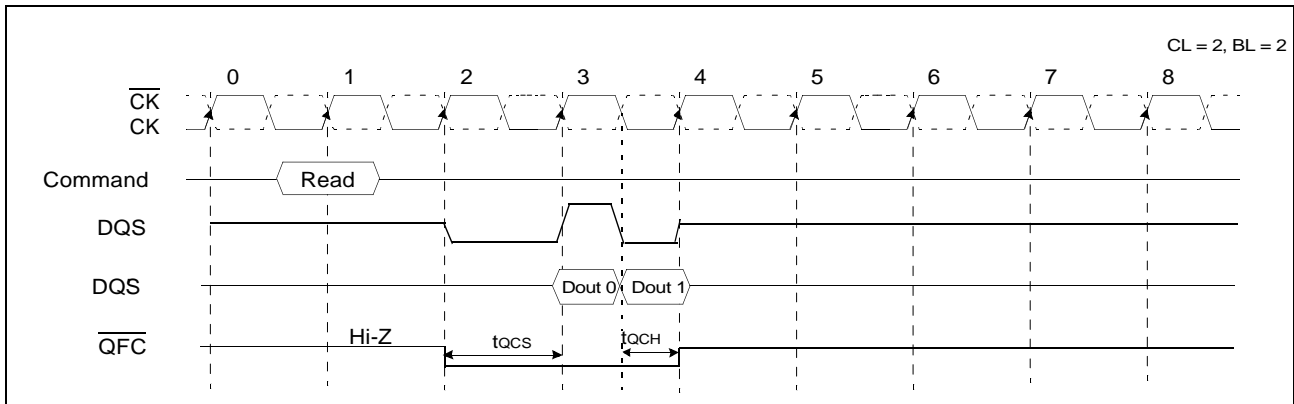 CL = 2, BL = 2
0 1 2 3 4 5 6 7 8
CK
CK
Command Read
DQS
DQS Dout 0 Dout 1
QFC Hi-Z tQCS tQCH